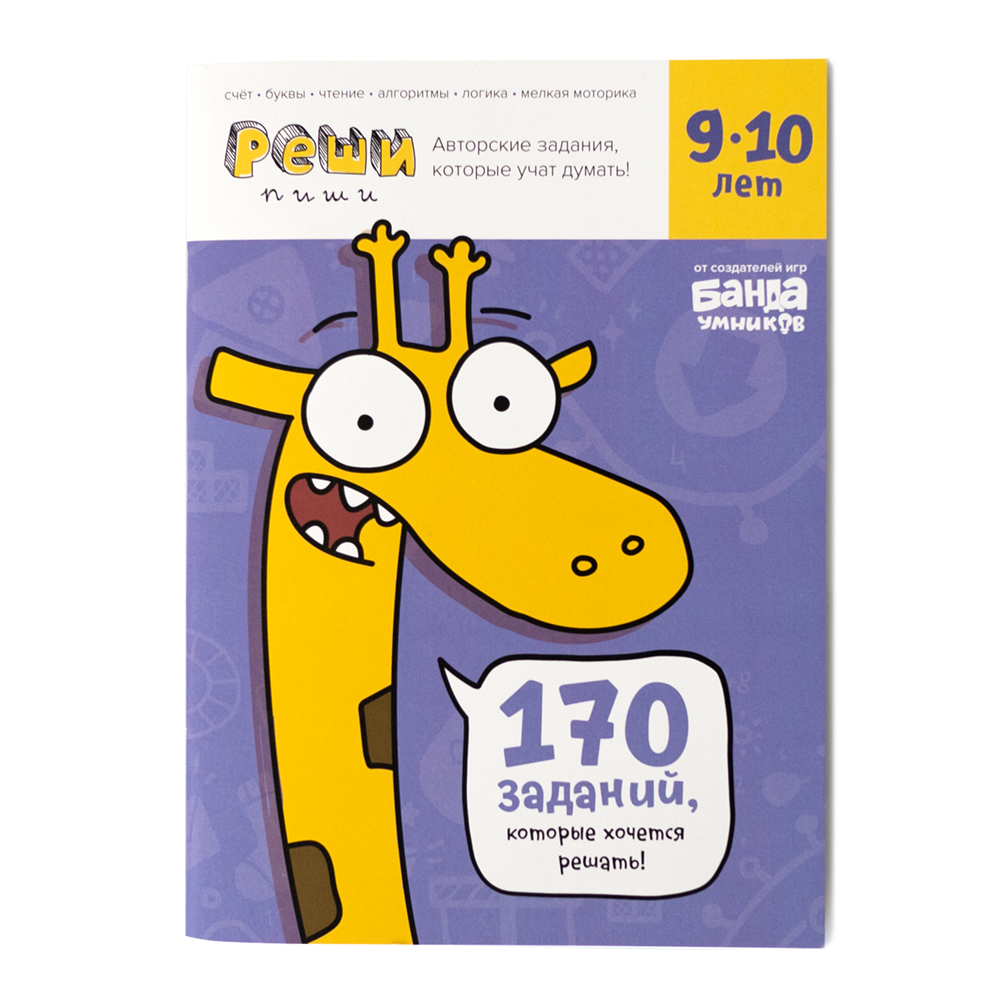 счёт • буквы • чтение • алгоритмы • логика • мелкая моторика
Реши
пиши
Авторские задания,
которые учат думать!
9•10
лет
от создателей игр
Банда
умников
170
заданий,
которые хочется
решать!